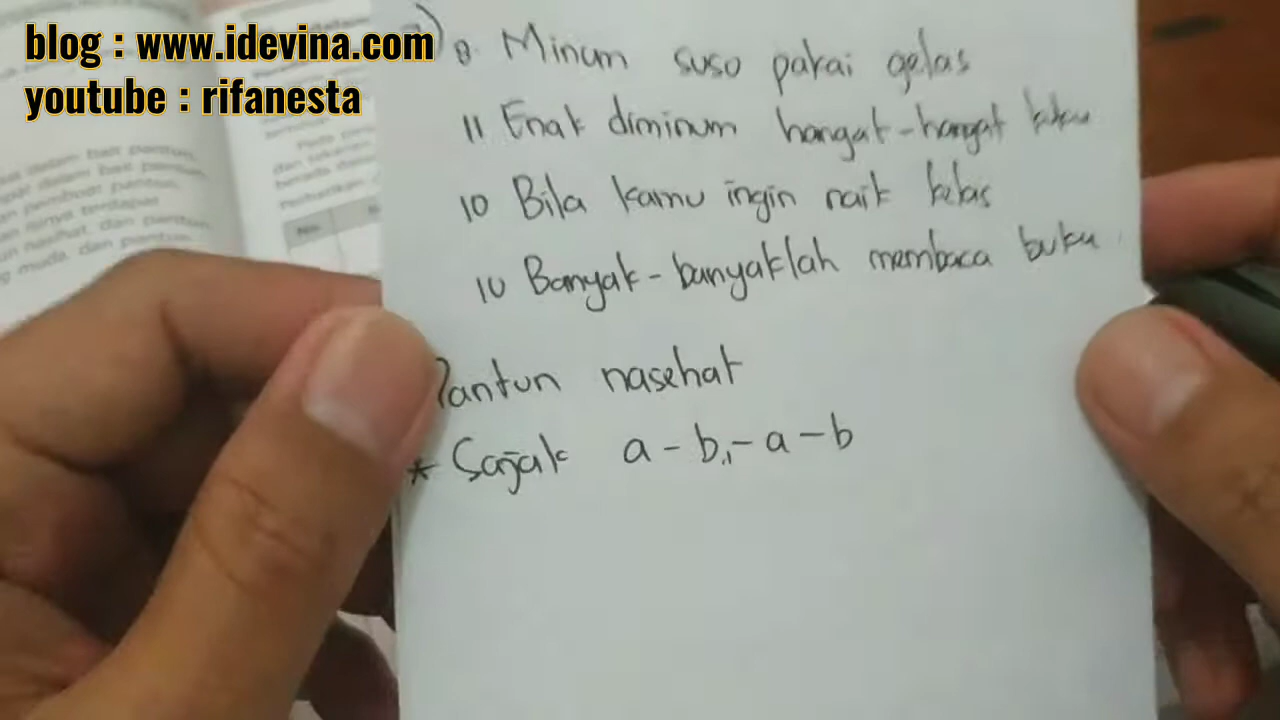 blog : www.idevina.com
youtube : rifanesta
8 Minum suso pakai gelas
11 Enak diminum hangat-hangat kuku
10 Bila kamu ingin naik kelas
10 Banyak-banyaklah membaca buku
Pantun nasehat
* Sajak a-b-a-b